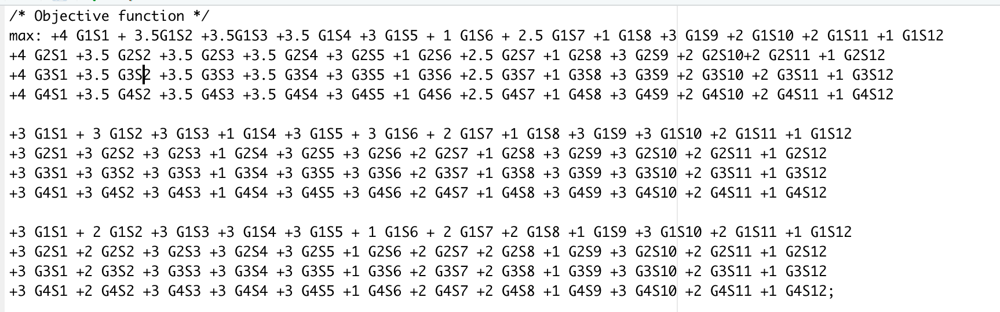 /* Objective function */
max: +4 G1S1 + 3.5G1S2 +3.5G1S3 +3.5 G1S4 +3 G1S5 + 1 G1S6 + 2.5 G1S7 +1 G1S8 +3 G1S9 +2 G1S10 +2 G1S11 +1 G1S12
+4 G2S1 +3.5 G2S2 +3.5 G2S3 +3.5 G2S4 +3 G2S5 +1 G2S6 +2.5 G2S7 +1 G2S8 +3 G2S9 +2 G2S10+2 G2S11 +1 G2S12
+4 G3S1 +3.5 G3S2 +3.5 G3S3 +3.5 G3S4 +3 G3S5 +1 G3S6 +2.5 G3S7 +1 G3S8 +3 G3S9 +2 G3S10 +2 G3S11 +1 G3S12
+4 G4S1 +3.5 G4S2 +3.5 G4S3 +3.5 G4S4 +3 G4S5 +1 G4S6 +2.5 G4S7 +1 G4S8 +3 G4S9 +2 G4S10 +2 G4S11 +1 G4S12
+3 G1S1 + 3 G1S2 +3 G1S3 +1 G1S4 +3 G1S5 + 3 G1S6 + 2 G1S7 +1 G1S8 +3 G1S9 +3 G1S10 +2 G1S11 +1 G1S12
+3 G2S1 +3 G2S2 +3 G2S3 +1 G2S4 +3 G2S5 +3 G2S6 +2 G2S7 +1 G2S8 +3 G2S9 +3 G2S10 +2 G2S11 +1 G2S12
+3 G3S1 +3 G3S2 +3 G3S3 +1 G3S4 +3 G3S5 +3 G3S6 +2 G3S7 +1 G3S8 +3 G3S9 +3 G3S10 +2 G3S11 +1 G3S12
+3 G4S1 +3 G4S2 +3 G4S3 +1 G4S4 +3 G4S5 +3 G4S6 +2 G4S7 +1 G4S8 +3 G4S9 +3 G4S10 +2 G4S11 +1 G4S12
+3 G1S1 + 2 G1S2 +3 G1S3 +3 G1S4 +3 G1S5 + 1 G1S6 + 2 G1S7 +2 G1S8 +1 G1S9 +3 G1S10 +2 G1S11 +1 G1S12
+3 G2S1 +2 G2S2 +3 G2S3 +3 G2S4 +3 G2S5 +1 G2S6 +2 G2S7 +2 G2S8 +1 G2S9 +3 G2S10 +2 G2S11 +1 G2S12
+3 G3S1 +2 G3S2 +3 G3S3 +3 G3S4 +3 G3S5 +1 G3S6 +2 G3S7 +2 G3S8 +1 G3S9 +3 G3S10 +2 G3S11 +1 G3S12
+3 G4S1 +2 G4S2 +3 G4S3 +3 G4S4 +3 G4S5 +1 G4S6 +2 G4S7 +2 G4S8 +1 G4S9 +3 G4S10 +2 G4S11 +1 G4S12;